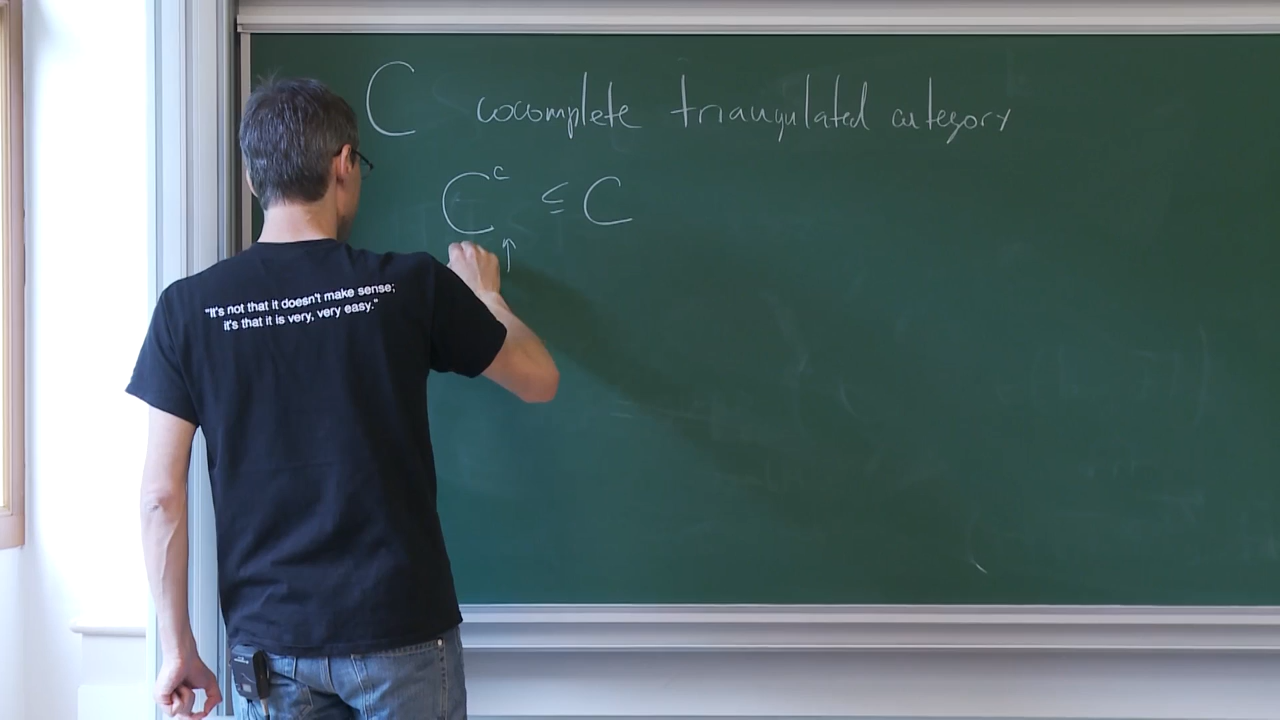 C cocomplete triangulated category
C^c ⊆ C
↑
"It's not that it doesn't make sense;
it's that it is very, very easy."